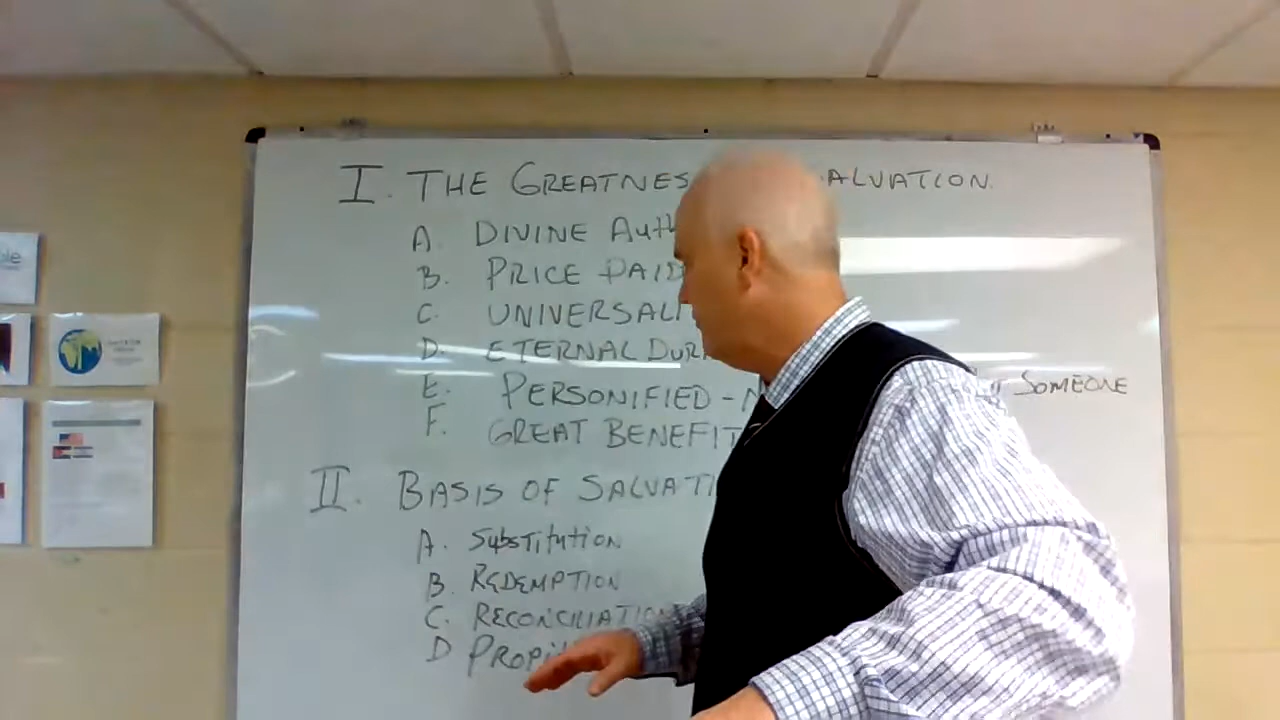 I. THE GREATNES ALVATION
A. DIVINE Auth
B. PRICE PAID
C. UNIVERSALI
D. ETERNAL DUR
E. PERSONIFIED - SOMEONE
F. GREAT BENEFIT
II. BASIS OF SALVATI
A. Substitution
B. REDEMPTION
C. RECONCILIATION
D PROPI